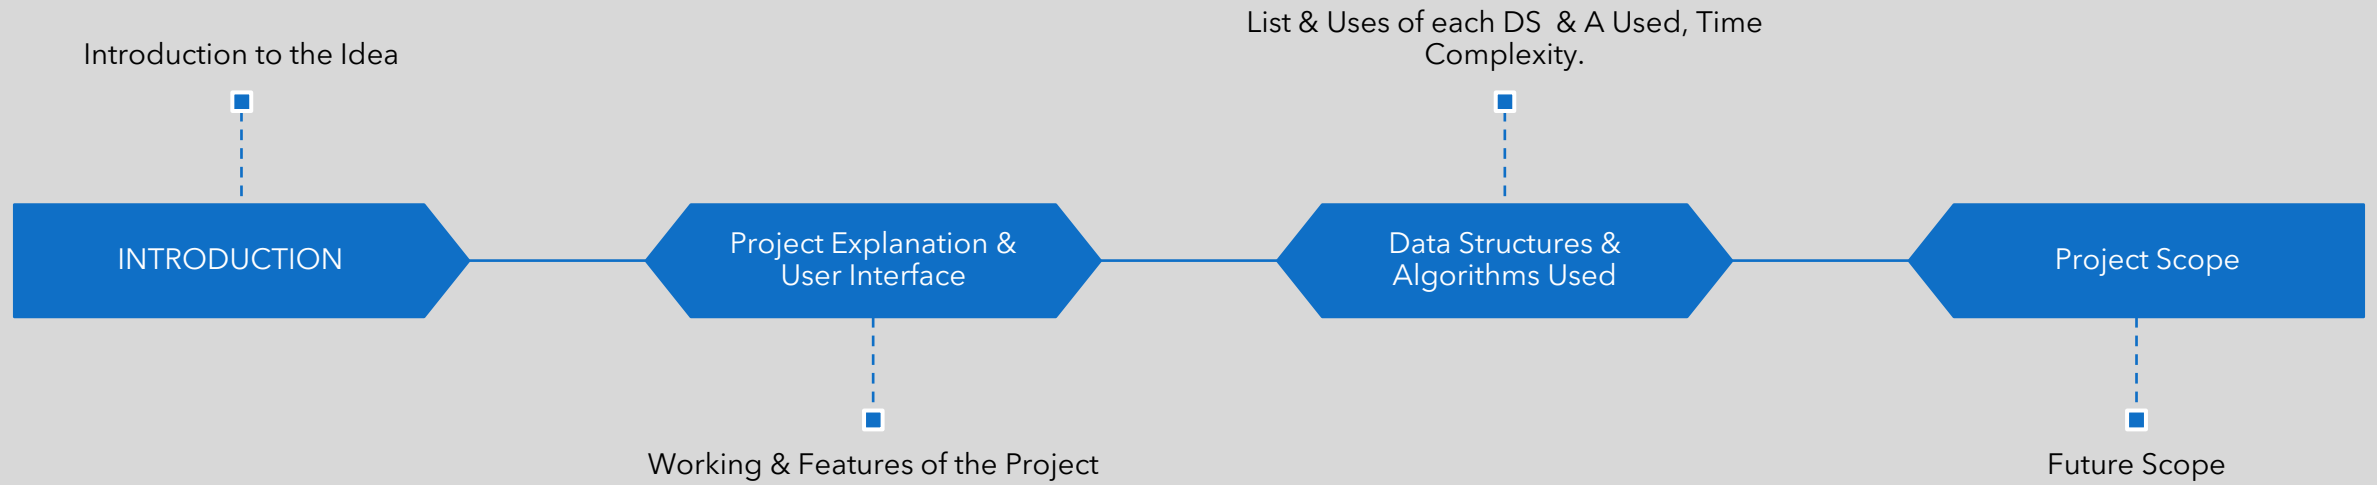 Introduction to the Idea
List & Uses of each DS  & A Used, Time
Complexity.
INTRODUCTION
Project Explanation &
User Interface
Data Structures &
Algorithms Used
Project Scope
Working & Features of the Project
Future Scope